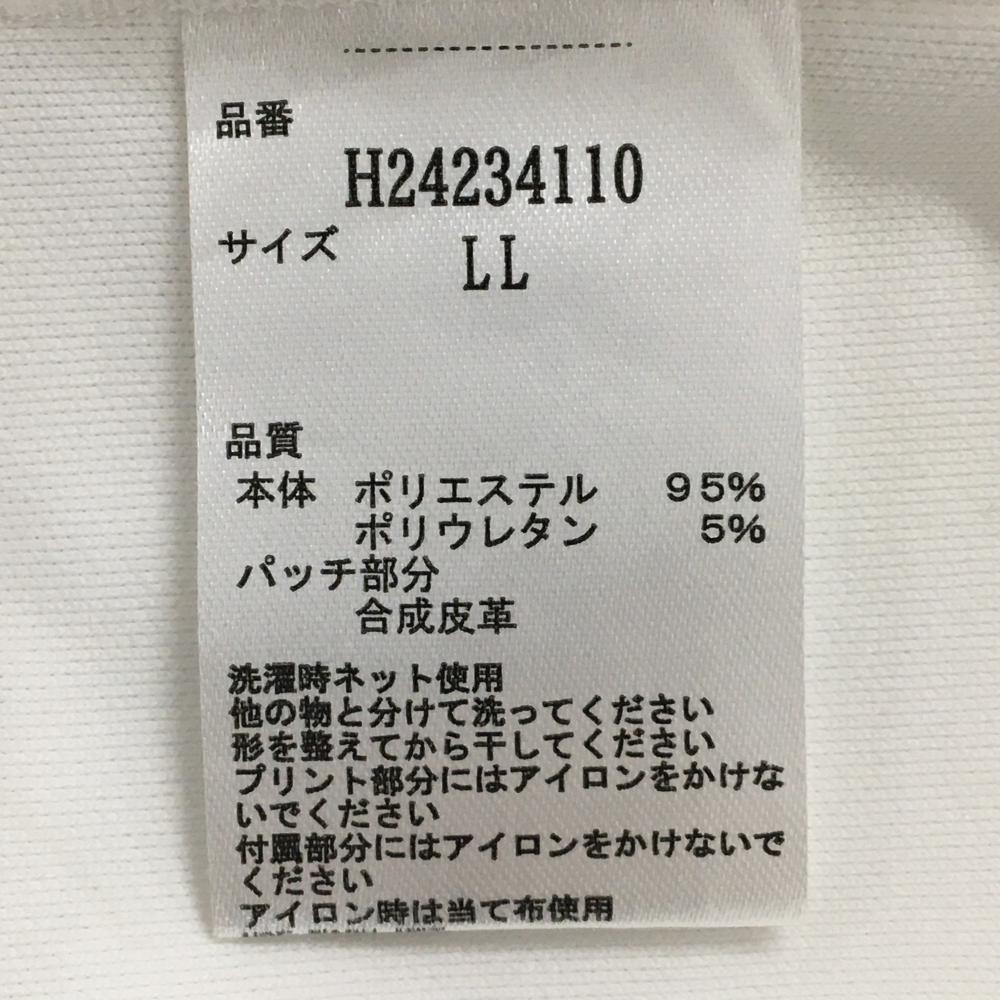 品番
H24234110
サイズ LL
品質
本体 ポリエステル 95%
ポリウレタン 5%
パッチ部分
合成皮革
洗濯時ネット使用
他の物と分けて洗ってください
形を整えてから干してください
プリント部分にはアイロンをかけな
いでください
付属部分にはアイロンをかけないで
ください
アイロン時は当て布使用